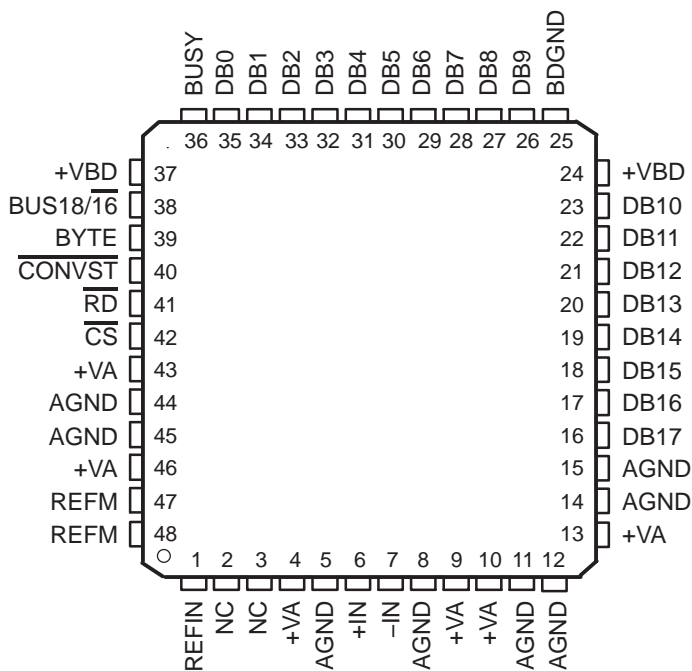 BUSY DB0 DB1 DB2 DB3 DB4 DB5 DB6 DB7 DB8 DB9 BDGND
36 35 34 33 32 31 30 29 28 27 26 25
+VBD 37 24 +VBD
BUS18/1̅6̅ 38 23 DB10
BYTE 39 22 DB11
C̅O̅N̅V̅S̅T̅ 40 21 DB12
R̅D̅ 41 20 DB13
C̅S̅ 42 19 DB14
+VA 43 18 DB15
AGND 44 17 DB16
AGND 45 16 DB17
+VA 46 15 AGND
REFM 47 14 AGND
REFM 48 13 +VA
1 2 3 4 5 6 7 8 9 10 11 12
REFIN NC NC +VA AGND +IN −IN AGND +VA +VA AGND AGND